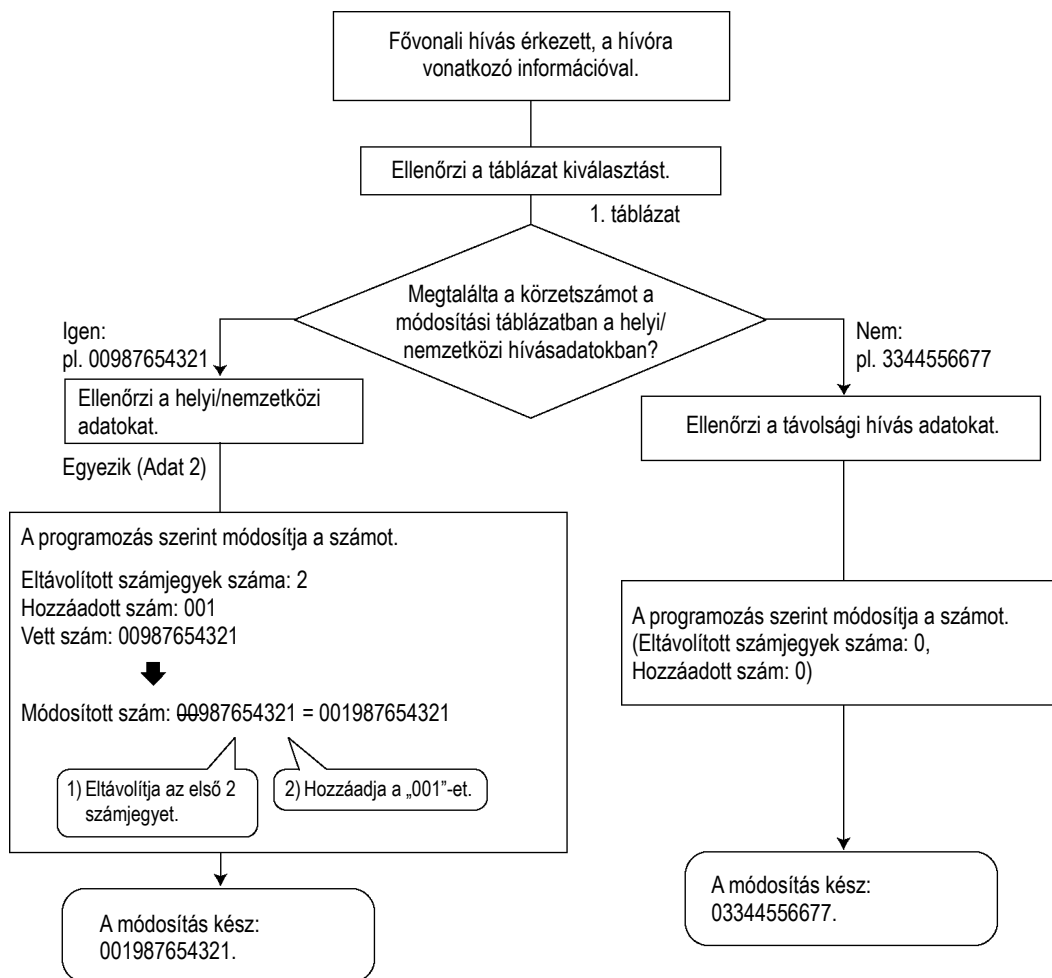 Fővonali hívás érkezett, a hívóra
vonatkozó információval.
Ellenőrzi a táblázat kiválasztást.
1. táblázat
Megtalálta a körzetszámot a
módosítási táblázatban a helyi/
nemzetközi hívásadatokban?
Igen:
pl. 00987654321
Ellenőrzi a helyi/nemzetközi
adatokat.
Egyezik (Adat 2)
A programozás szerint módosítja a számot.
Eltávolított számjegyek száma: 2
Hozzáadott szám: 001
Vett szám: 00987654321
Módosított szám: 00987654321 = 001987654321
1) Eltávolítja az első 2
számjegyet.
2) Hozzáadja a „001”-et.
A módosítás kész:
001987654321.
Nem:
pl. 3344556677
Ellenőrzi a távolsági hívás adatokat.
A programozás szerint módosítja a számot.
(Eltávolított számjegyek száma: 0,
Hozzáadott szám: 0)
A módosítás kész:
03344556677.